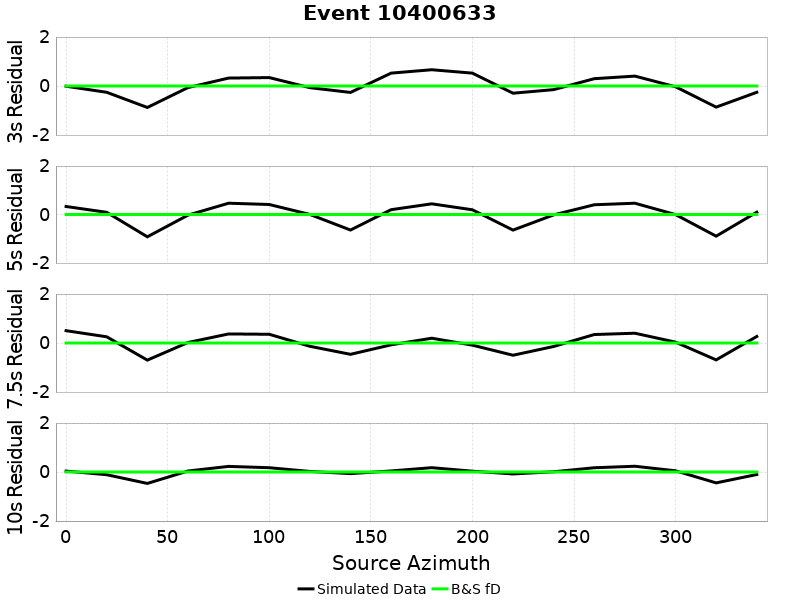 Event 10400633
3s Residual
2
0
-2
5s Residual
2
0
-2
7.5s Residual
2
0
-2
10s Residual
2
0
-2
0 50 100 150 200 250 300
Source Azimuth
Simulated Data B&S fD